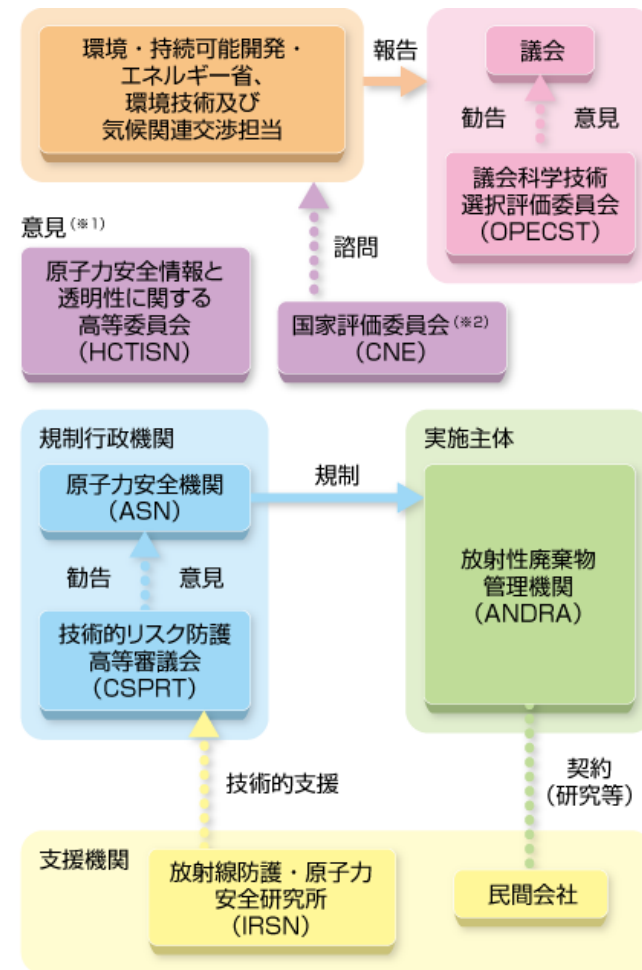 環境・持続可能開発・
エネルギー省、
環境技術及び
気候関連交渉担当
報告
議会
勧告
意見
議会科学技術
選択評価委員会
(OPECST)
意見(※1)
原子力安全情報と
透明性に関する
高等委員会
(HCTISN)
諮問
国家評価委員会(※2)
(CNE)
規制行政機関
原子力安全機関
(ASN)
規制
勧告
意見
技術的リスク防護
高等審議会
(CSPRT)
実施主体
放射性廃棄物
管理機関
(ANDRA)
技術的支援
契約
(研究等)
支援機関
放射線防護・原子力
安全研究所
(IRSN)
民間会社